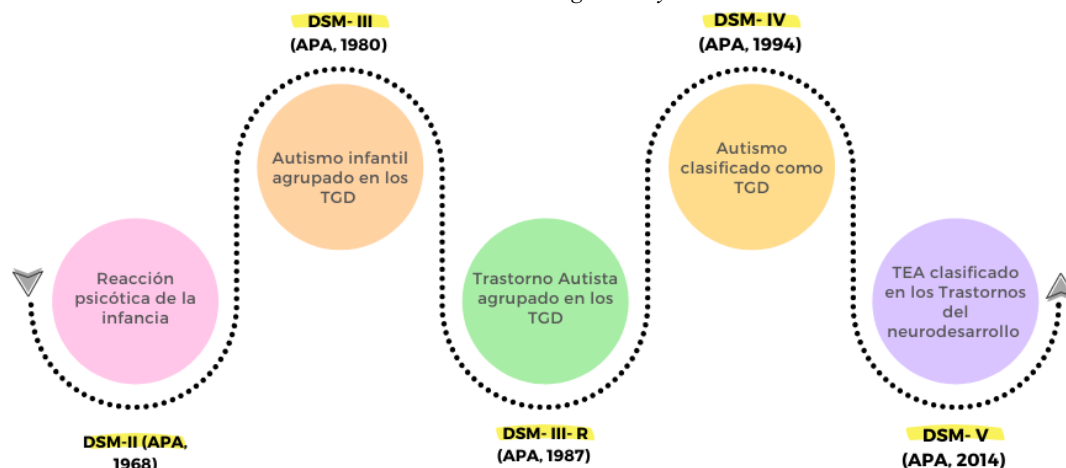 DSM- III
(APA, 1980)
DSM- IV
(APA, 1994)
Autismo infantil
agrupado en los
TGD
Autismo
clasificado como
TGD
Reacción
psicótica de la
infancia
Trastorno Autista
agrupado en los
TGD
TEA clasificado
en los Trastornos
del
neurodesarrollo
DSM-II (APA,
1968)
DSM- III- R
(APA, 1987)
DSM- V
(APA, 2014)